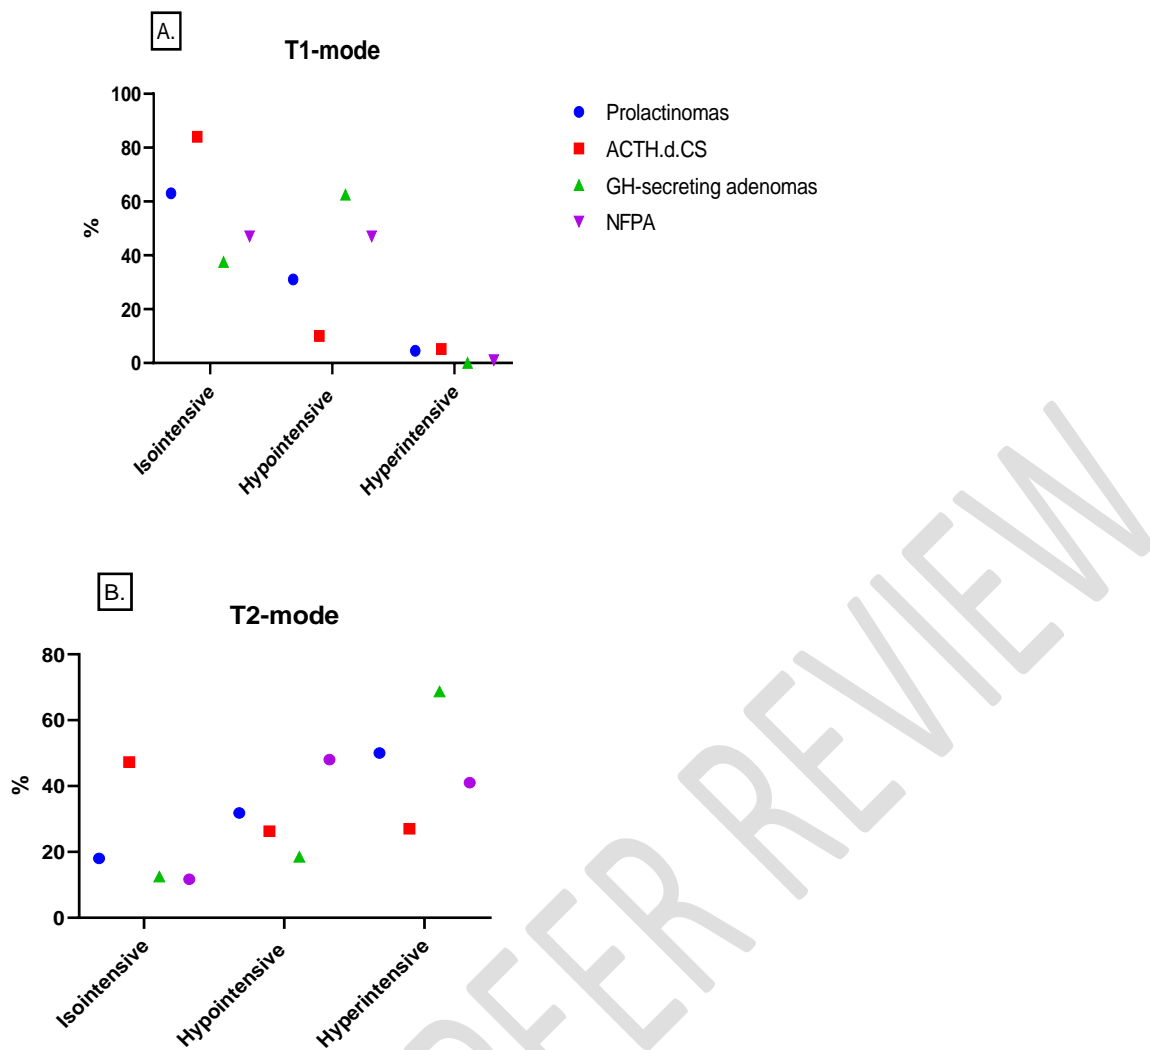 A.
T1-mode
100
80
60
40
20
0
%
Isointensive
Hypointensive
Hyperintensive
Prolactinomas
ACTH.d.CS
GH-secreting adenomas
NFPA
B.
T2-mode
80
60
40
20
0
%
Isointensive
Hypointensive
Hyperintensive
PEER REVIEW